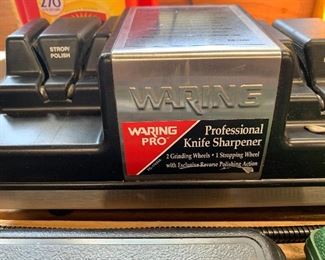 210
STROP/
POLISH
WARING
WARING
PRO
Professional
Knife Sharpener
2 Grinding Wheels • 1 Stropping Wheel
with Exclusive Reverse Polishing Action